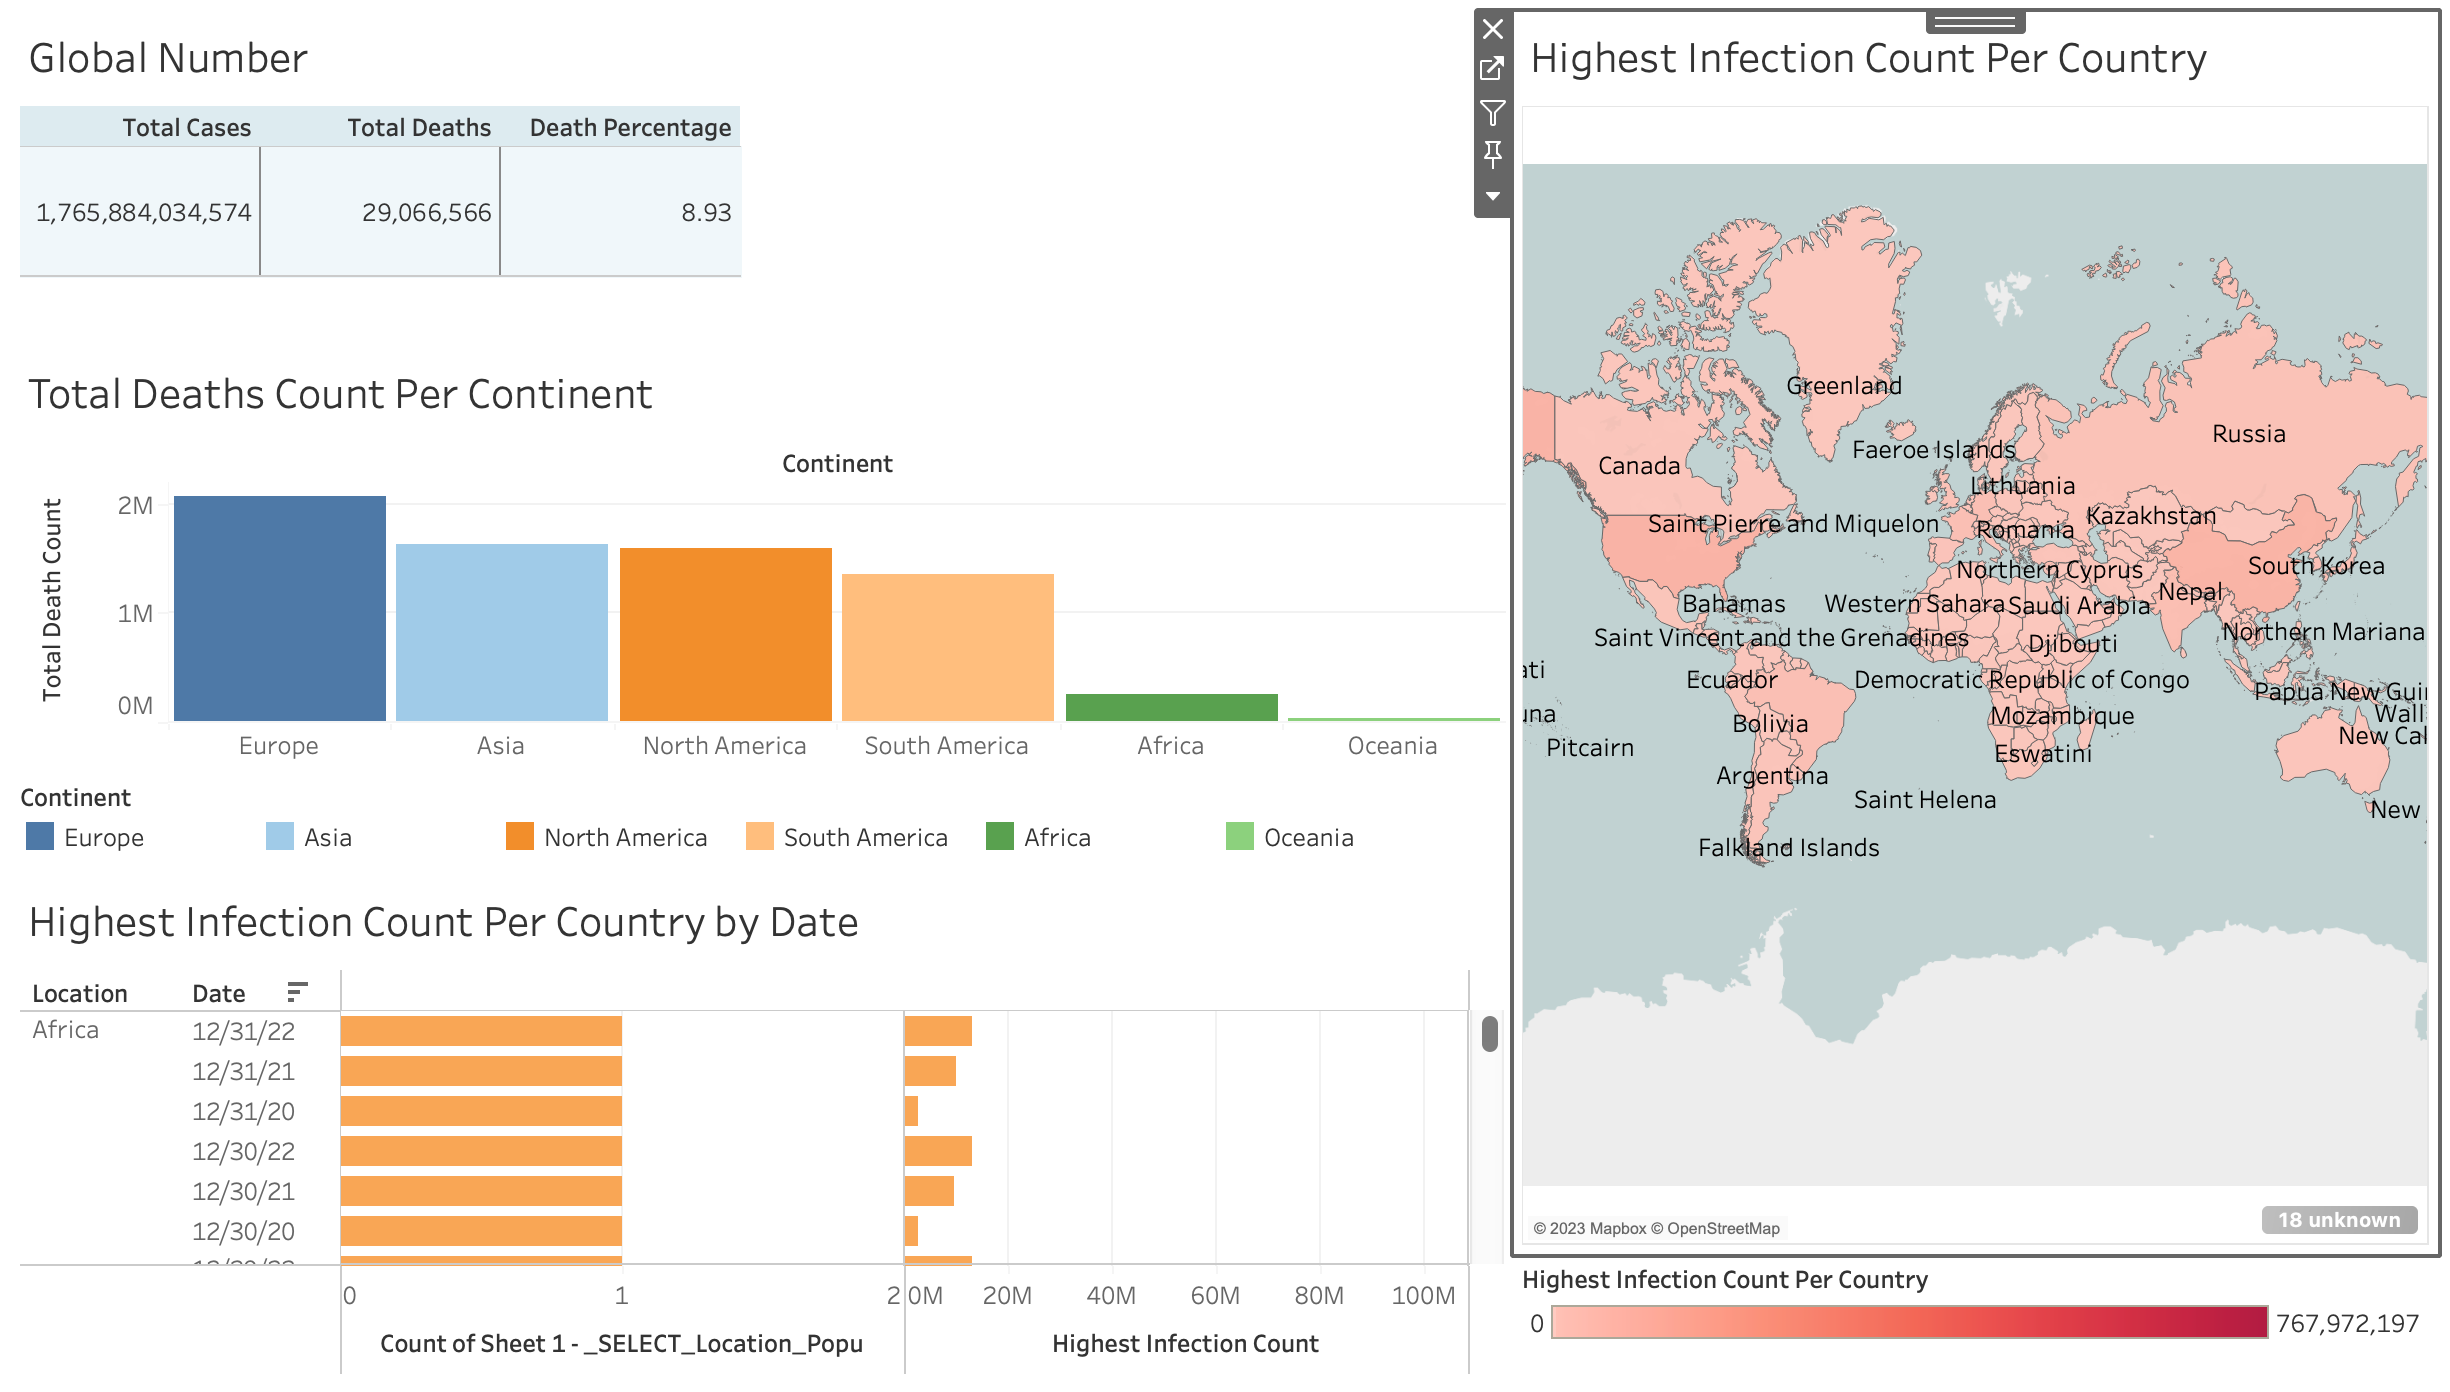 Global Number
Total Cases Total Deaths Death Percentage
1,765,884,034,574 29,066,566 8.93
Total Deaths Count Per Continent
Continent
Total Death Count
2M
1M
0M
Europe Asia North America South America Africa Oceania
Continent
Europe Asia North America South America Africa Oceania
Highest Infection Count Per Country by Date
Location Date
Africa 12/31/22
12/31/21
12/31/20
12/30/22
12/30/21
12/30/20
0 1 2 0M 20M 40M 60M 80M 100M
Count of Sheet 1 - _SELECT_Location_Popu Highest Infection Count
Highest Infection Count Per Country
Greenland
Russia
Faeroe Islands
Canada
Lithuania
Kazakhstan
Saint Pierre and Miquelon
Romania
South Korea
Northern Cyprus
Nepal
Bahamas Western Sahara Saudi Arabia
Northern Mariana
Saint Vincent and the Grenadines Djibouti
ati
Ecuador Democratic Republic of Congo
Papua New Gui
una Bolivia Mozambique Wall
New Cal
Pitcairn Eswatini
Argentina
Saint Helena
New
Falkland Islands
© 2023 Mapbox © OpenStreetMap
18 unknown
Highest Infection Count Per Country
0 767,972,197